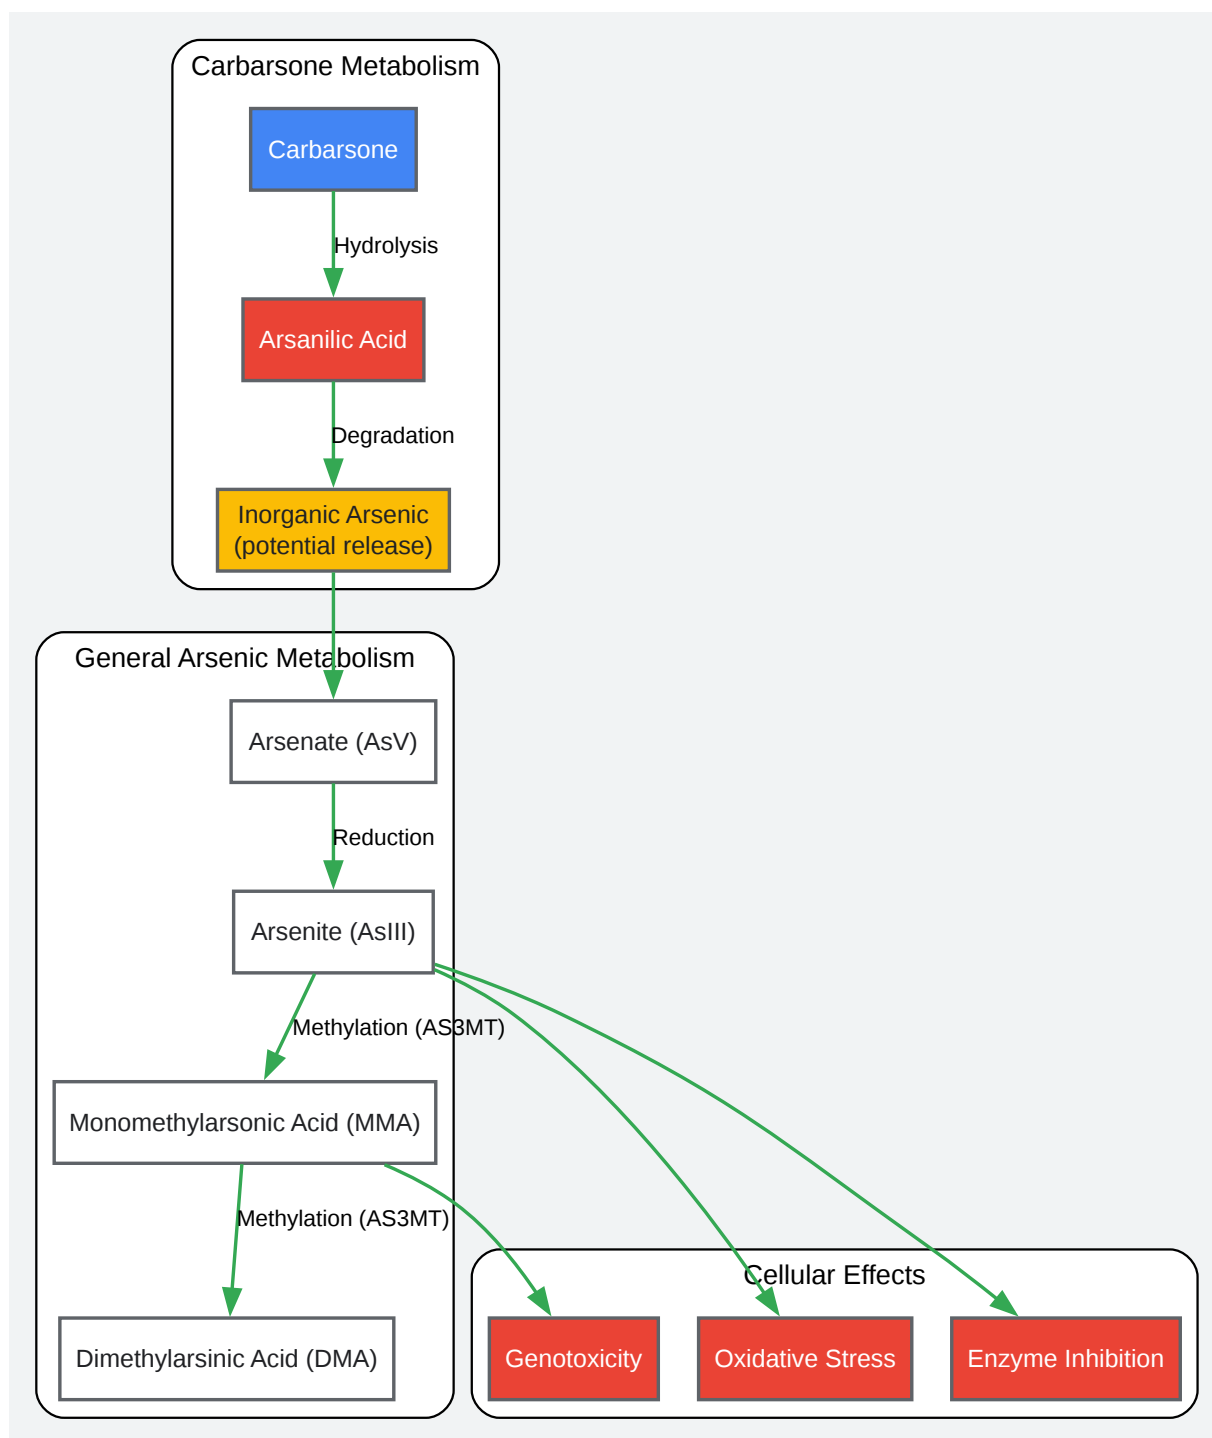 Carbarsone Metabolism
Carbarsone
Hydrolysis
Arsanilic Acid
Degradation
Inorganic Arsenic
(potential release)
General Arsenic Metabolism
Arsenate (AsV)
Reduction
Arsenite (AsIII)
Methylation (AS3MT)
Monomethylarsonic Acid (MMA)
Methylation (AS3MT)
Dimethylarsinic Acid (DMA)
Cellular Effects
Genotoxicity
Oxidative Stress
Enzyme Inhibition